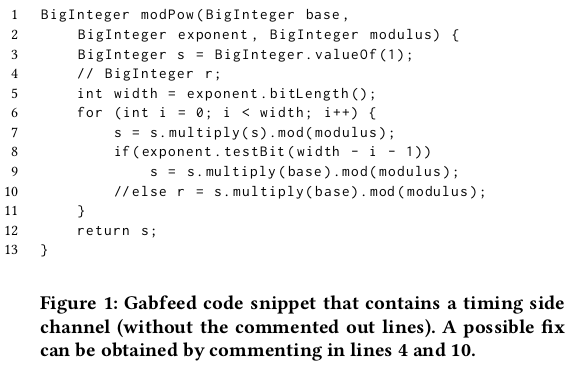 1 BigInteger modPow(BigInteger base,
2 BigInteger exponent, BigInteger modulus) {
3 BigInteger s = BigInteger.valueOf(1);
4 // BigInteger r;
5 int width = exponent.bitLength();
6 for (int i = 0; i < width; i++) {
7 s = s.multiply(s).mod(modulus);
8 if(exponent.testBit(width - i - 1))
9 s = s.multiply(base).mod(modulus);
10 //else r = s.multiply(base).mod(modulus);
11 }
12 return s;
13 }
Figure 1: Gabfeed code snippet that contains a timing side
channel (without the commented out lines). A possible fix
can be obtained by commenting in lines 4 and 10.